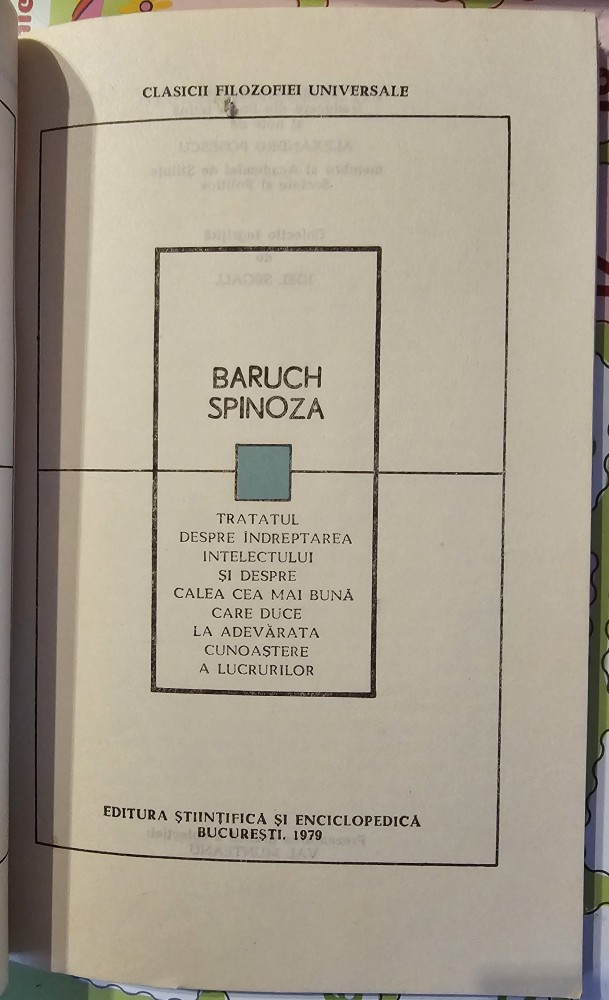 CLASICII FILOZOFIEI UNIVERSALE
BARUCH
SPINOZA
TRATATUL
DESPRE ÎNDREPTAREA
INTELECTULUI
ȘI DESPRE
CALEA CEA MAI BUNĂ
CARE DUCE
LA ADEVĂRATA
CUNOAȘTERE
A LUCRURILOR
EDITURA ȘTIINȚIFICĂ ȘI ENCICLOPEDICĂ
BUCUREȘTI, 1979